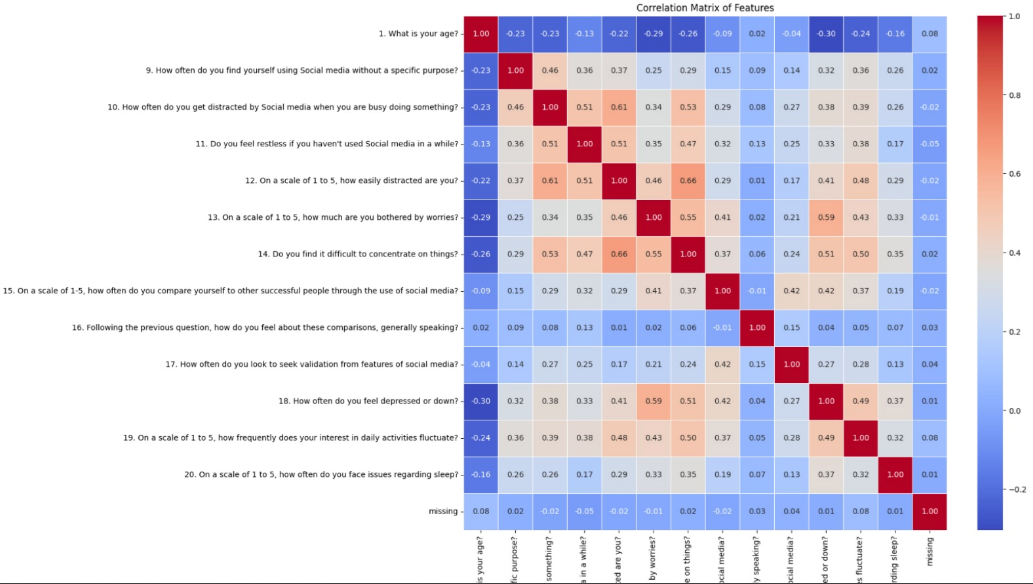 Correlation Matrix of Features
1. What is your age? 1.00 -0.23 -0.23 -0.13 -0.22 -0.29 -0.26 -0.09 0.02 -0.04 -0.30 -0.24 -0.16 0.08
9. How often do you find yourself using Social media without a specific purpose? -0.23 1.00 0.46 0.36 0.37 0.25 0.29 0.15 0.09 0.14 0.32 0.36 0.26 0.02
10. How often do you get distracted by Social media when you are busy doing something? -0.23 0.46 1.00 0.51 0.61 0.34 0.53 0.29 0.08 0.27 0.38 0.39 0.26 -0.02
11. Do you feel restless if you haven't used Social media in a while? -0.13 0.36 0.51 1.00 0.51 0.35 0.47 0.32 0.13 0.25 0.33 0.38 0.17 -0.05
12. On a scale of 1 to 5, how easily distracted are you? -0.22 0.37 0.61 0.51 1.00 0.46 0.66 0.29 0.01 0.17 0.41 0.48 0.29 -0.02
13. On a scale of 1 to 5, how much are you bothered by worries? -0.29 0.25 0.34 0.35 0.46 1.00 0.55 0.41 0.02 0.21 0.59 0.43 0.33 -0.01
14. Do you find it difficult to concentrate on things? -0.26 0.29 0.53 0.47 0.66 0.55 1.00 0.37 0.06 0.24 0.51 0.50 0.35 0.02
15. On a scale of 1-5, how often do you compare yourself to other successful people through the use of social media? -0.09 0.15 0.29 0.32 0.29 0.41 0.37 1.00 -0.01 0.42 0.42 0.37 0.19 -0.02
16. Following the previous question, how do you feel about these comparisons, generally speaking? 0.02 0.09 0.08 0.13 0.01 0.02 0.06 -0.01 1.00 0.15 0.04 0.05 0.07 0.03
17. How often do you look to seek validation from features of social media? -0.04 0.14 0.27 0.25 0.17 0.21 0.24 0.42 0.15 1.00 0.27 0.28 0.13 0.04
18. How often do you feel depressed or down? -0.30 0.32 0.38 0.33 0.41 0.59 0.51 0.42 0.04 0.27 1.00 0.49 0.37 0.01
19. On a scale of 1 to 5, how frequently does your interest in daily activities fluctuate? -0.24 0.36 0.39 0.38 0.48 0.43 0.50 0.37 0.05 0.28 0.49 1.00 0.32 0.08
20. On a scale of 1 to 5, how often do you face issues regarding sleep? -0.16 0.26 0.26 0.17 0.29 0.33 0.35 0.19 0.07 0.13 0.37 0.32 1.00 0.01
missing 0.08 0.02 -0.02 -0.05 -0.02 -0.01 0.02 -0.02 0.03 0.04 0.01 0.08 0.01 1.00
is your age?
purpose?
something?
in a while?
are you?
by worries?
on things?
social media?
speaking?
social media?
or down?
fluctuate?
sleep?
missing
1.0
0.8
0.6
0.4
0.2
0.0
-0.2